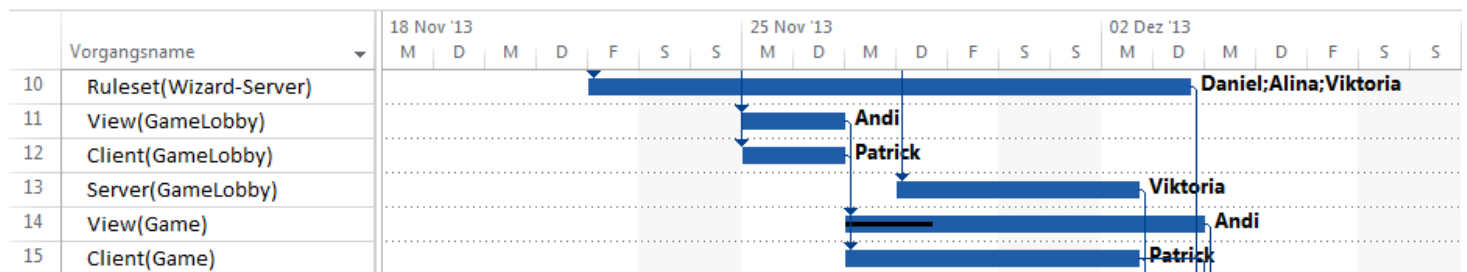 18 Nov '13 25 Nov '13 02 Dez '13
Vorgangsname M D M D F S S M D M D F S S M D M D F S S
10 Ruleset(Wizard-Server) Daniel;Alina;Viktoria
11 View(GameLobby) Andi
12 Client(GameLobby) Patrick
13 Server(GameLobby) Viktoria
14 View(Game) Andi
15 Client(Game) Patrick